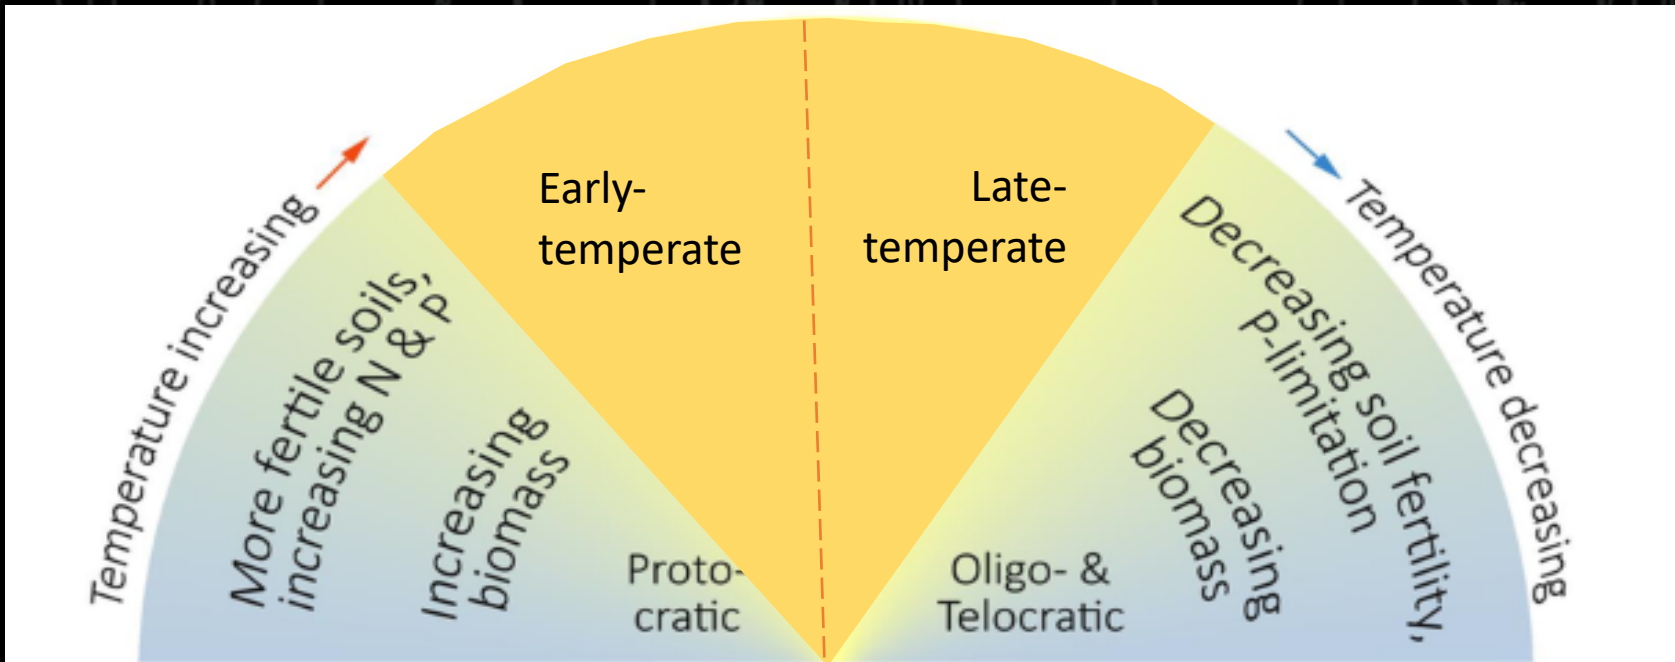 Temperature increasing
More fertile soils,
increasing N & P
Increasing
biomass
Proto-
cratic
Early-
temperate
Late-
temperate
Oligo- &
Telocratic
Decreasing
biomass
Decreasing soil fertility,
P-limitation
Temperature decreasing